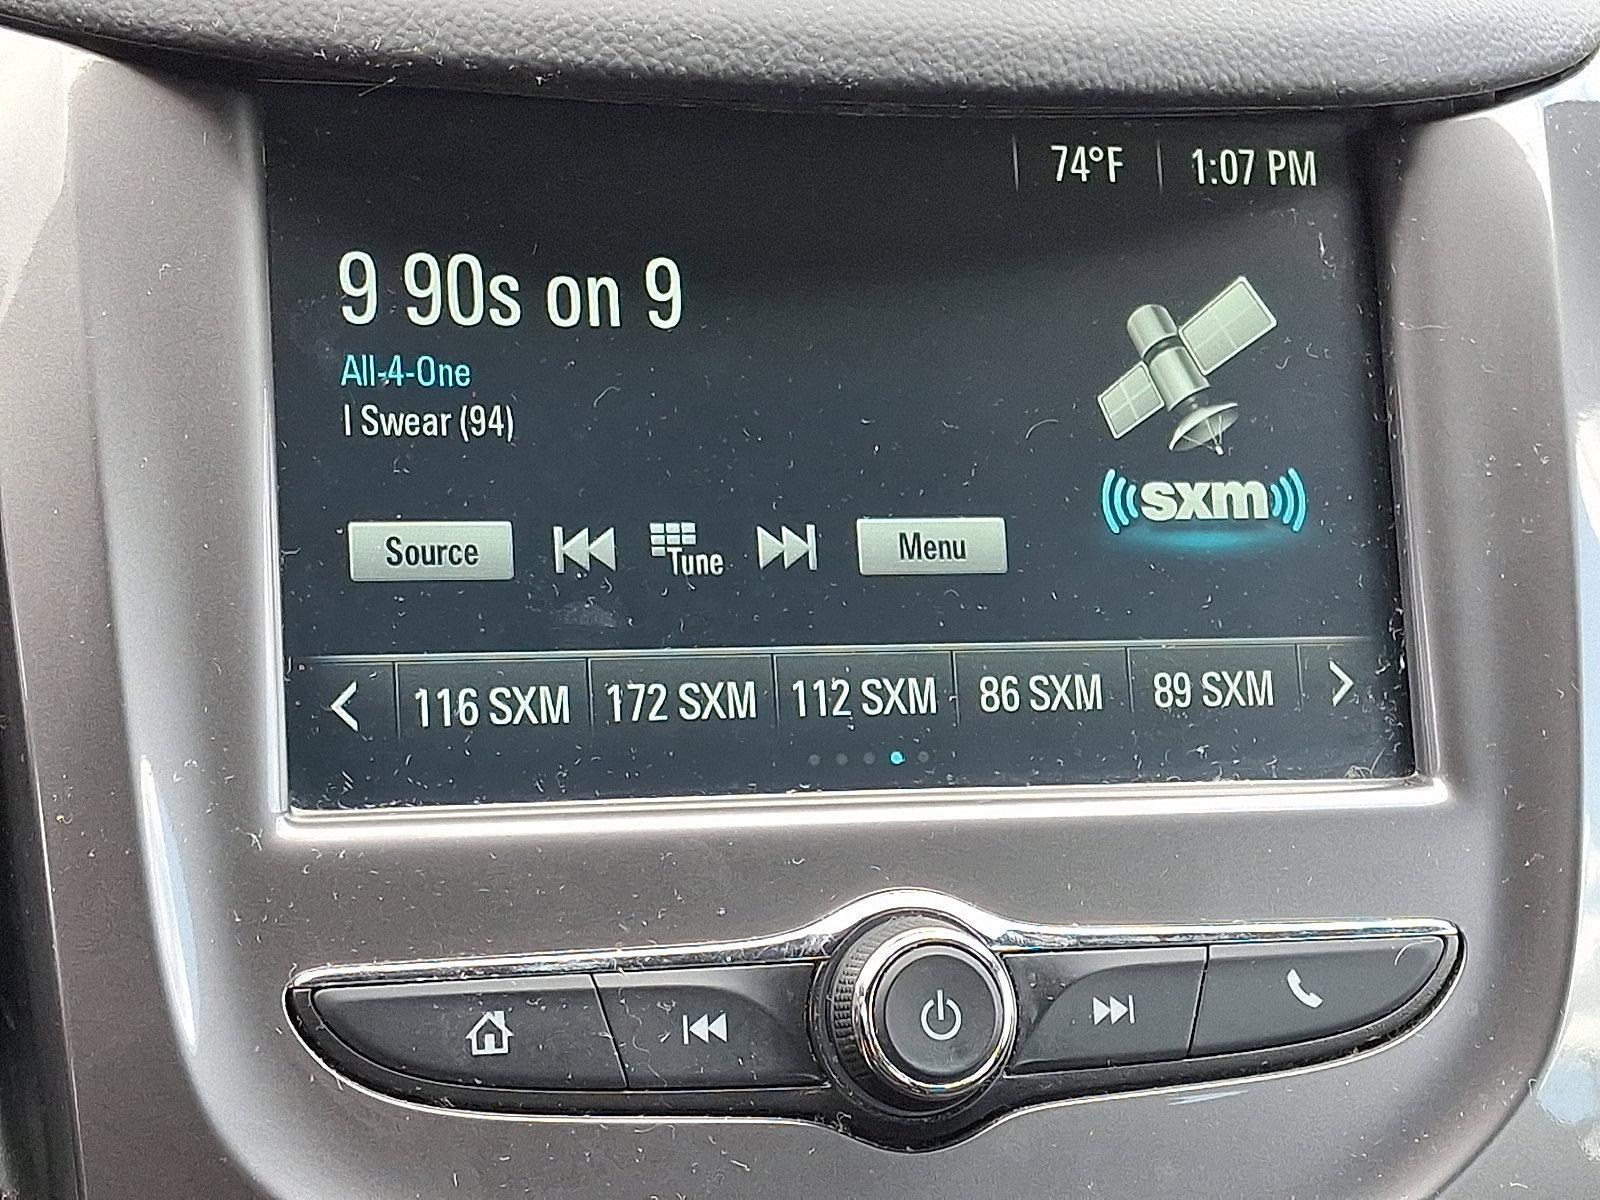 74°F 1:07 PM
9 90s on 9
All-4-One
I Swear (94)
sxm
Source Tune Menu
116 SXM 172 SXM 112 SXM 86 SXM 89 SXM